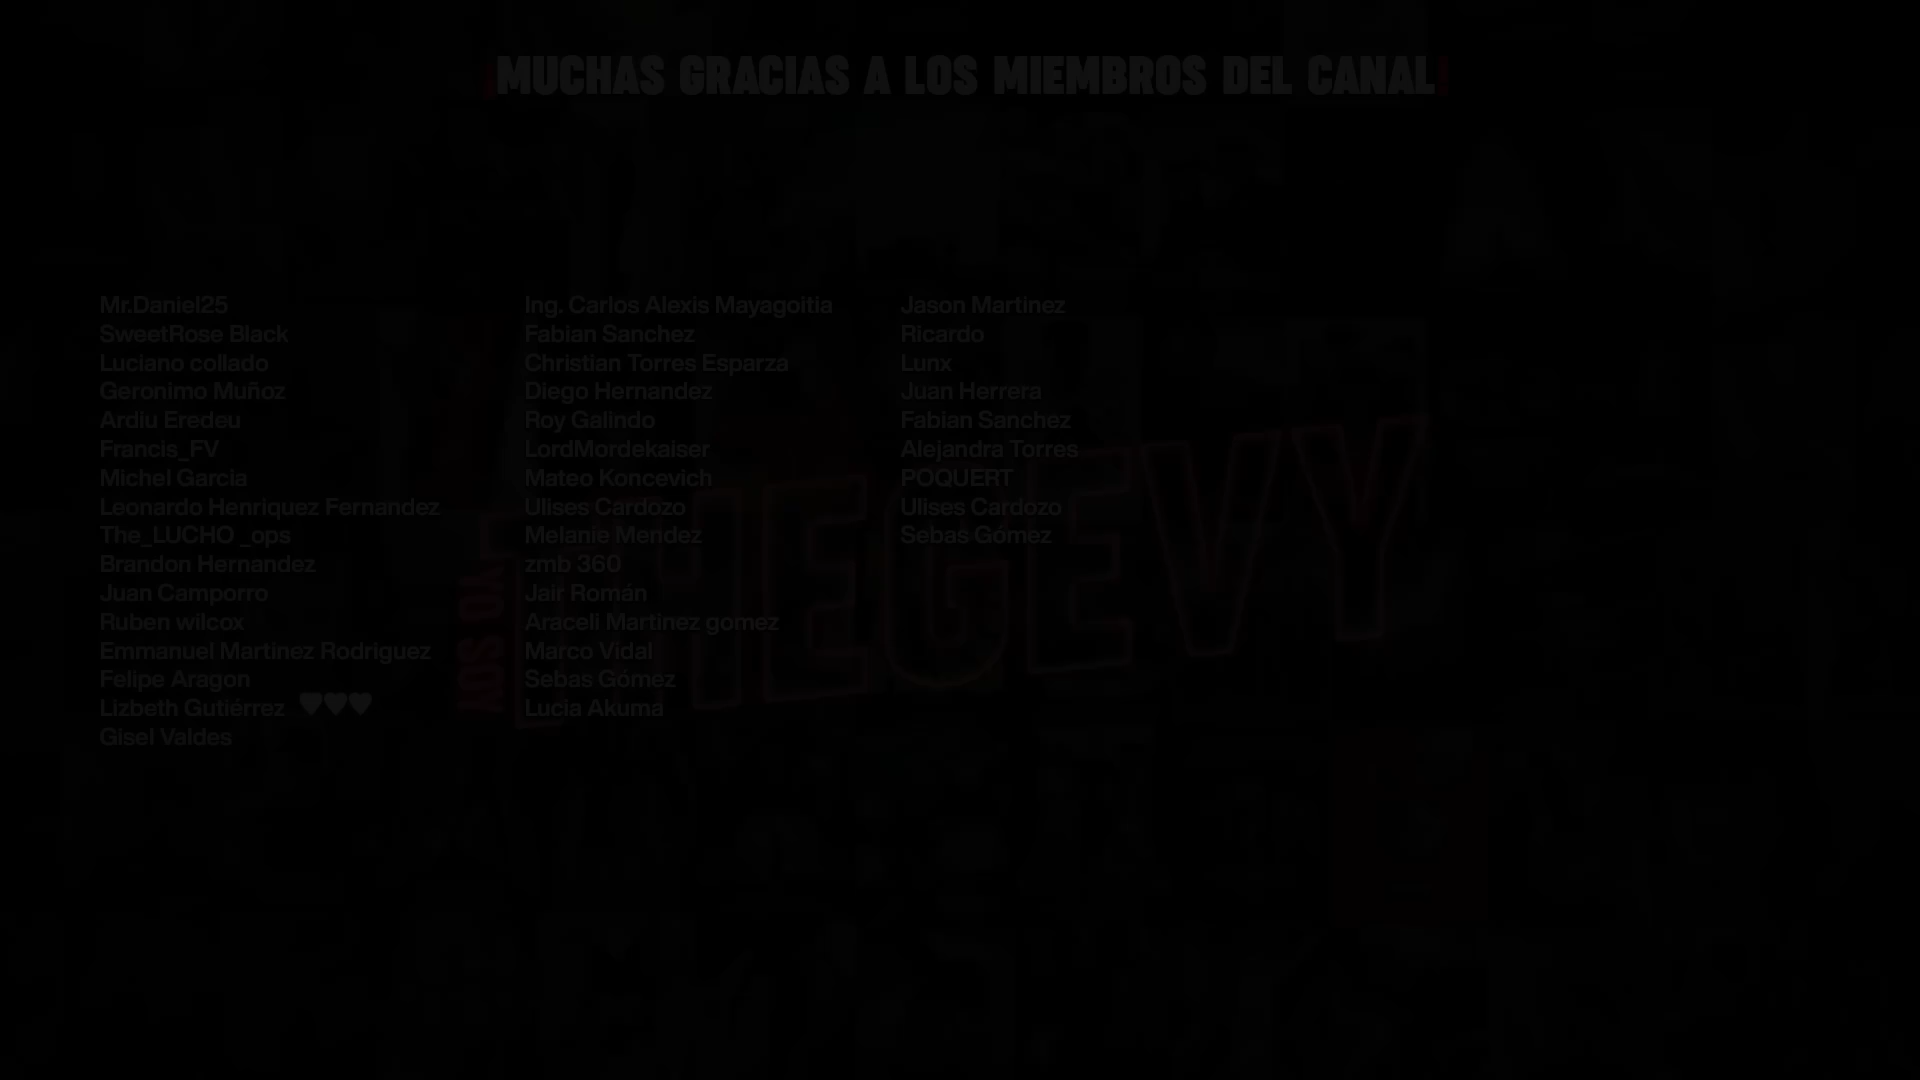 ¡MUCHAS GRACIAS A LOS MIEMBROS DEL CANAL!
Mr.Daniel25
SweetRose Black
Luciano collado
Geronimo Muñoz
Ardiu Eredeu
Francis_FV
Michel Garcia
Leonardo Henriquez Fernandez
The_LUCHO _ops
Brandon Hernandez
Juan Camporro
Ruben wilcox
Emmanuel Martinez Rodriguez
Felipe Aragon
Lizbeth Gutiérrez ♥♥♥
Gisel Valdes
Ing. Carlos Alexis Mayagoitia
Fabian Sanchez
Christian Torres Esparza
Diego Hernandez
Roy Galindo
LordMordekaiser
Mateo Koncevich
Ulises Cardozo
Melanie Mendez
zmb 360
Jair Román
Araceli Martinez gomez
Marco Vidal
Sebas Gómez
Lucia Akuma
Jason Martinez
Ricardo
Lunx
Juan Herrera
Fabian Sanchez
Alejandra Torres
POQUERT
Ulises Cardozo
Sebas Gómez
THEGEVY